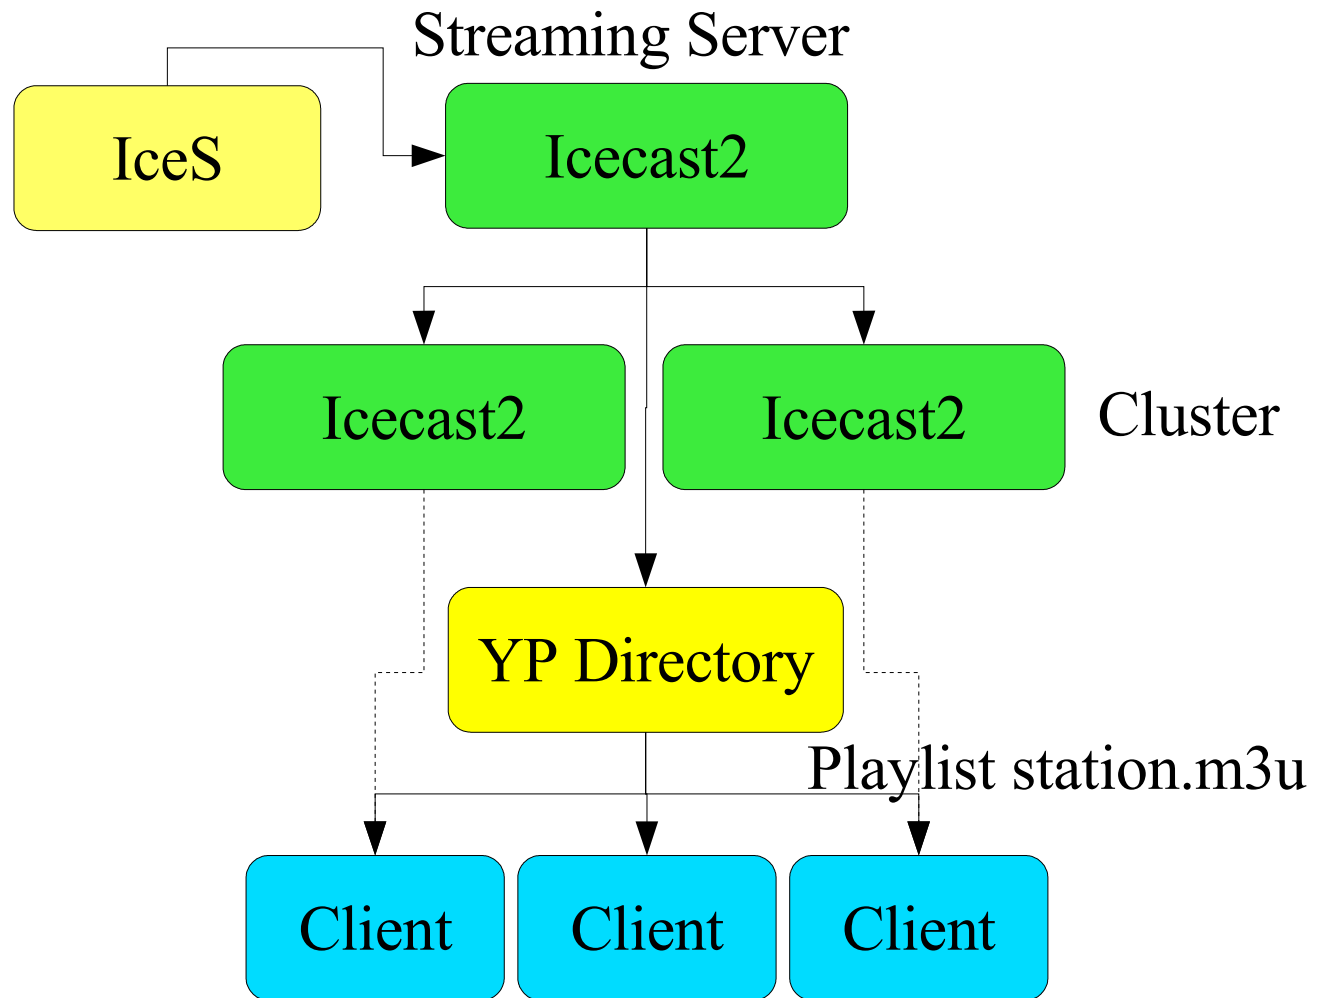 Streaming Server
IceS
Icecast2
Icecast2
Icecast2
Cluster
YP Directory
Playlist station.m3u
Client
Client
Client